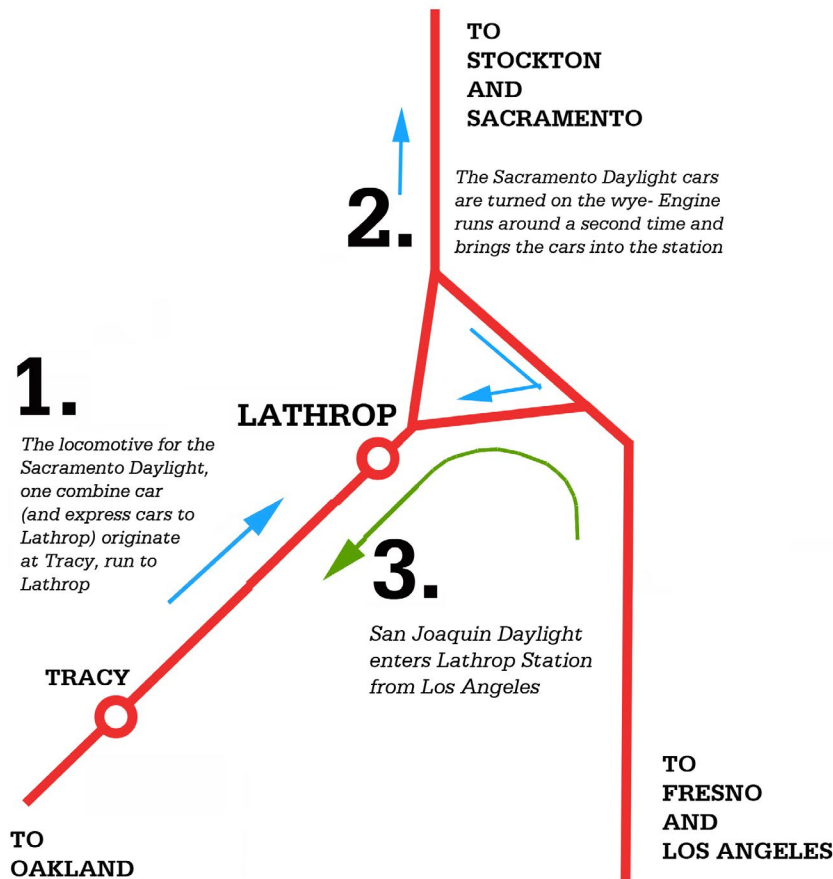 TO
STOCKTON
AND
SACRAMENTO
2.
The Sacramento Daylight cars
are turned on the wye- Engine
runs around a second time and
brings the cars into the station
1.
The locomotive for the
Sacramento Daylight,
one combine car
(and express cars to
Lathrop) originate
at Tracy, run to
Lathrop
LATHROP
3.
San Joaquin Daylight
enters Lathrop Station
from Los Angeles
TRACY
TO
OAKLAND
TO
FRESNO
AND
LOS ANGELES